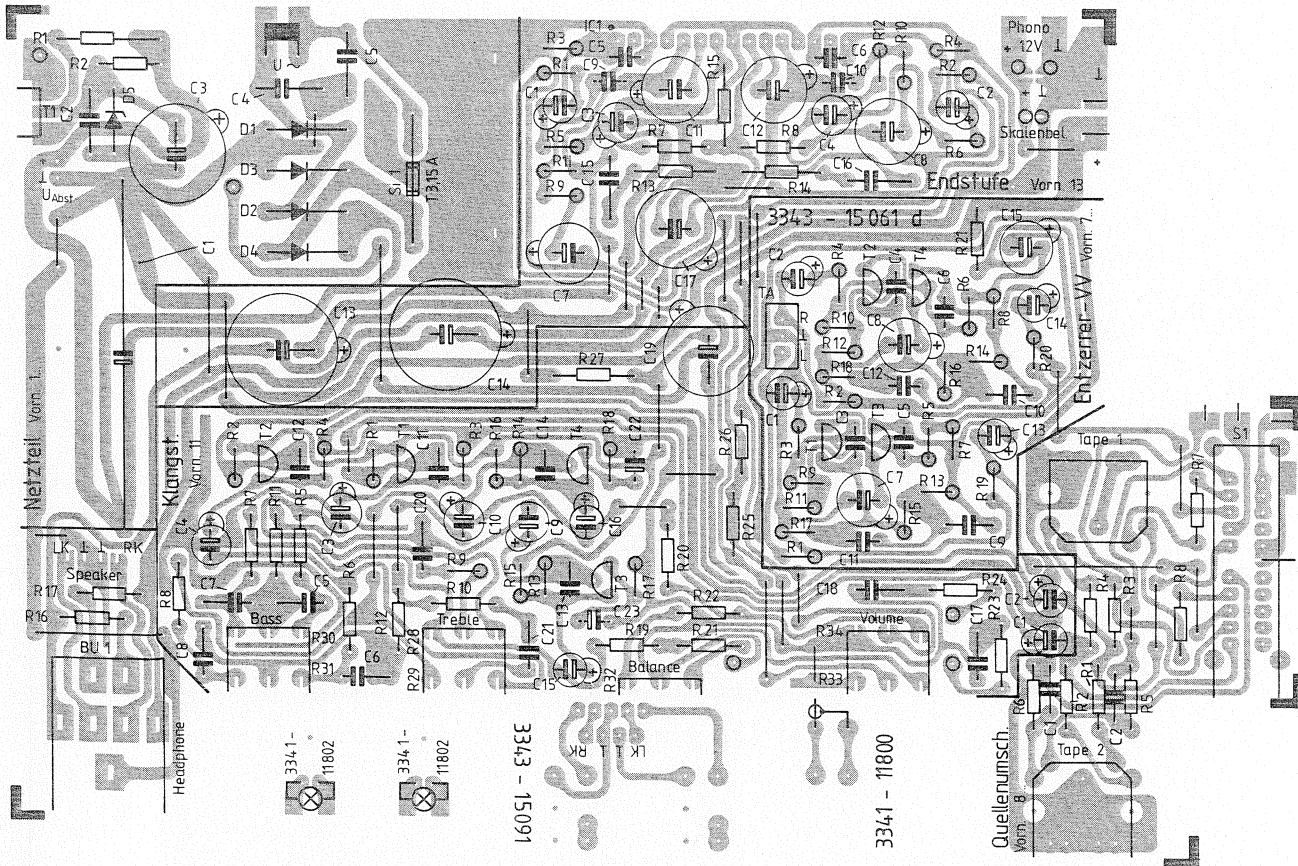 R1
R2
T1
C2
D5
C3
U ~
C4
C5
D1
D3
D2
D4
Si 1
T3,15A
⊥
U Abst
C1
Netzteil Vorn. 1...
IC1
R3
C5
R1
C9
C1
C3
R5
R11
C15
R9
C7
R15
C11
R7
R13
C12
R8
R14
C17
C6
C10
C4
C16
C8
R12
R10
R4
R2
C2
R6
Endstufe Vorn 13
Phono
+ 12V ⊥
+ ⊥
Skalenbel
⊥
+
3343 - 15 061 d
C13
C14
R27
C19
TA
R
⊥
L
C2
R4
T2
C4
T4
C6
R6
R8
R21
C15
C14
R20
Vorn 7...
Entzerrer-VV
R10
R12
R18
R2
C8
C12
R16
R14
C10
C1
R3
C3
T3
C5
R5
R7
C13
R19
R9
R11
R17
R1
C7
R15
R13
C11
C9
Klangst.
Vorn. 11
R2
T2
C12
R4
R1
T1
C11
R3
R16
R14
C14
T4
R18
C22
R26
R25
C4
R7
R11
R5
C3
C20
C10
C9
C16
R20
LK ⊥ ⊥ RK
Speaker
R17
R16
BU 1
Headphone
R8
C7
Bass
C5
R6
R12
R9
R10
Treble
R15
R13
C13
T3
R17
C23
C8
R30
R31
C6
R28
R29
C21
C15
R32
R19
R22
R21
Balance
C18
Volume
R34
R33
R24
C17
R23
C2
C1
R4
R3
R8
Tape 1
R7
S1
R6
C1
R2
R1
C2
R5
Tape 2
Quellenumsch.
Vorn. 8
3341 -
11802
3341 -
11802
3343 - 15091
RK ⊥ ⊥ LK
3341 - 11800